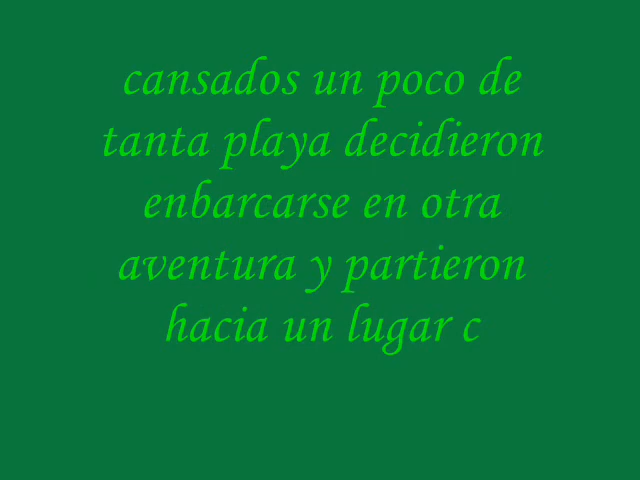 cansados un poco de
tanta playa decidieron
enbarcarse en otra
aventura y partieron
hacia un lugar c